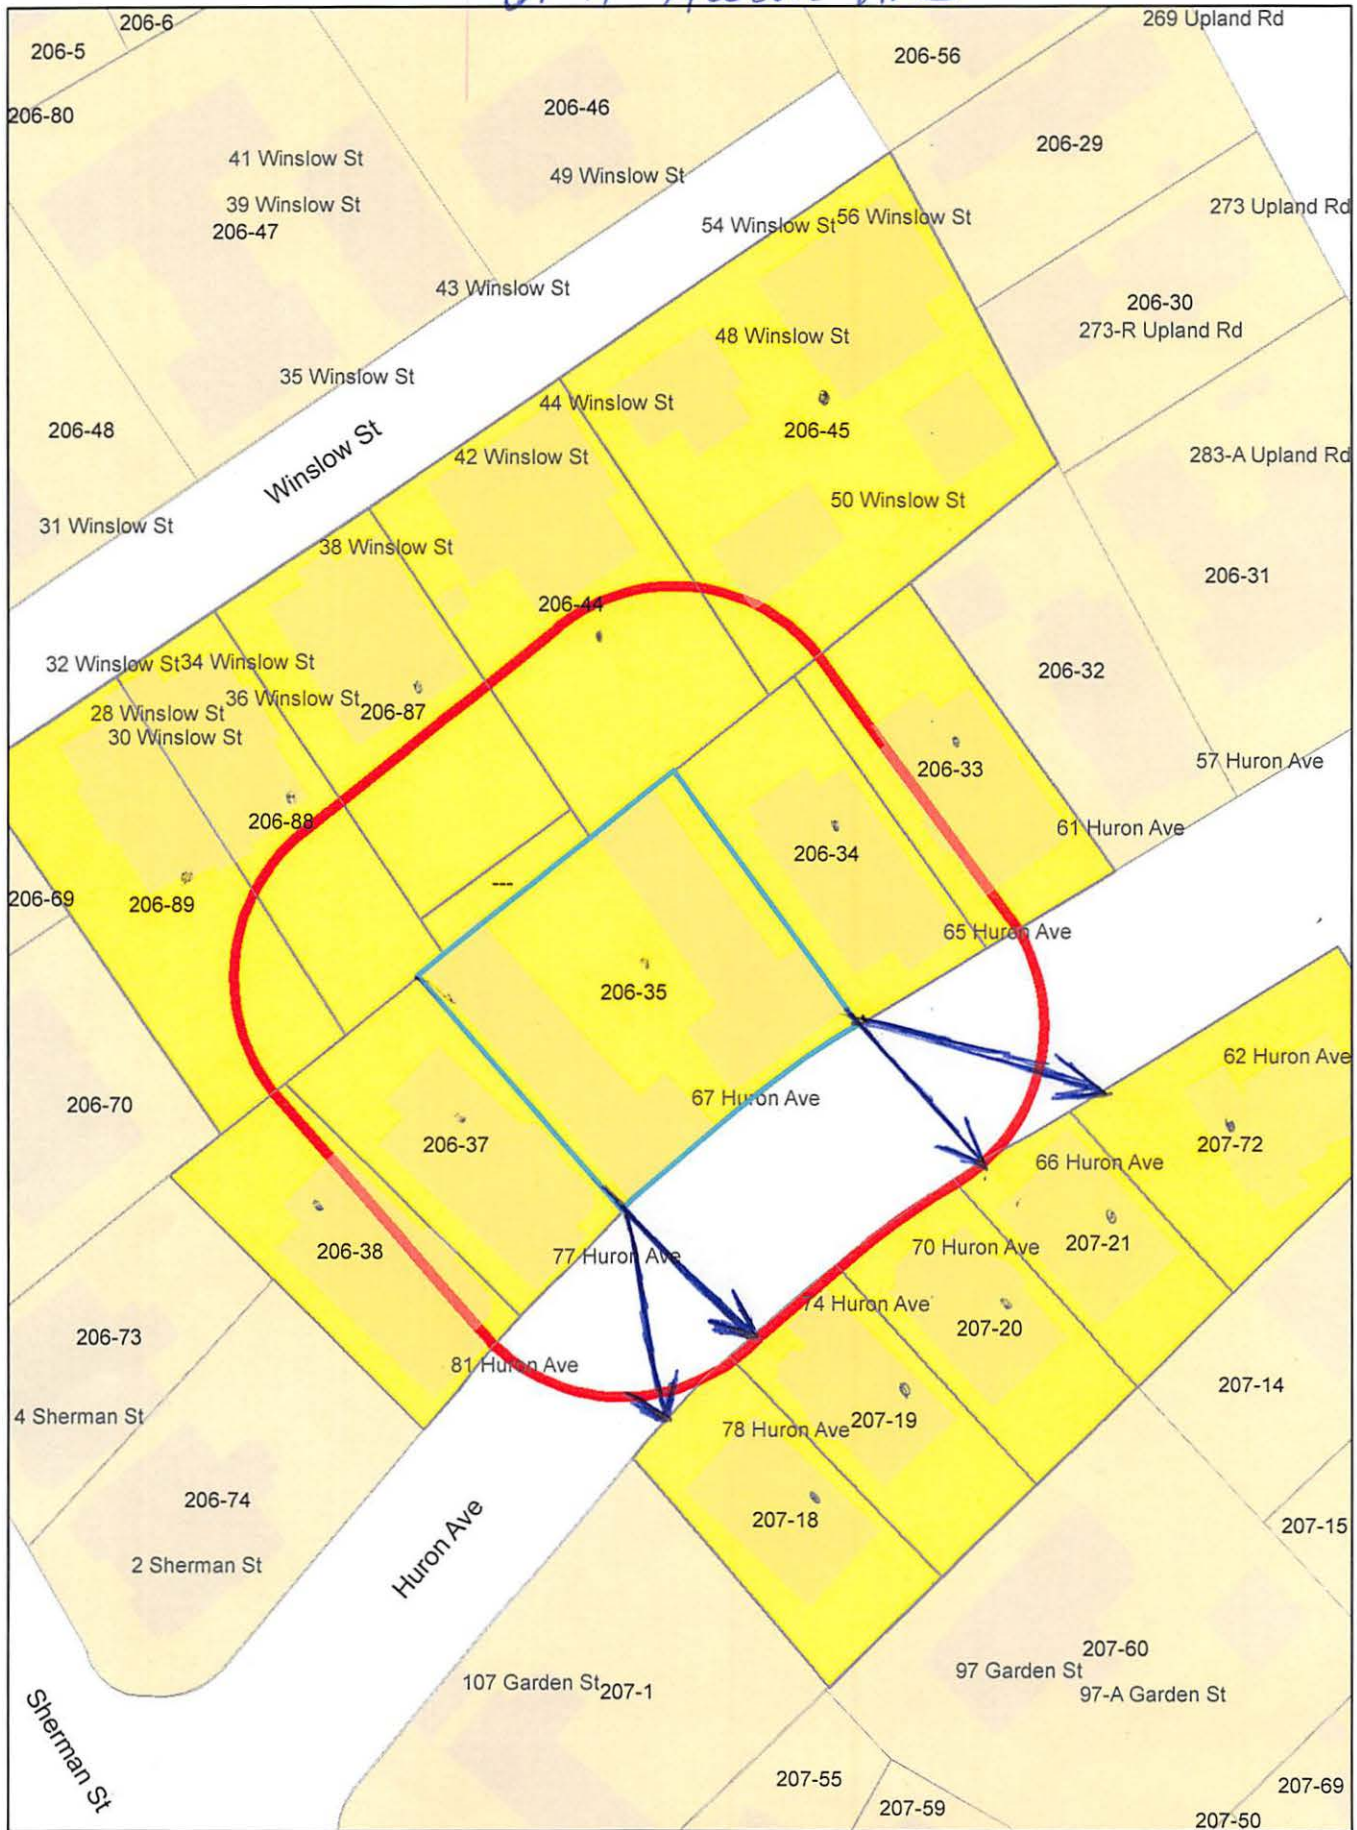 269 Upland Rd
206-6
206-5
206-56
206-80
206-46
206-29
41 Winslow St
49 Winslow St
39 Winslow St
206-47
273 Upland Rd
54 Winslow St
56 Winslow St
43 Winslow St
206-30
273-R Upland Rd
48 Winslow St
35 Winslow St
44 Winslow St
206-48
206-45
Winslow St
42 Winslow St
283-A Upland Rd
50 Winslow St
31 Winslow St
38 Winslow St
206-31
206-44
32 Winslow St
34 Winslow St
206-32
36 Winslow St
28 Winslow St
206-87
30 Winslow St
57 Huron Ave
206-33
206-88
61 Huron Ave
206-34
---
206-69
206-89
65 Huron Ave
206-35
62 Huron Ave
67 Huron Ave
206-70
206-37
207-72
66 Huron Ave
207-21
70 Huron Ave
206-38
77 Huron Ave
74 Huron Ave
207-20
206-73
81 Huron Ave
207-14
4 Sherman St
207-19
78 Huron Ave
206-74
207-18
207-15
Huron Ave
2 Sherman St
207-60
97 Garden St
107 Garden St
207-1
97-A Garden St
Sherman St
207-55
207-69
207-59
207-50